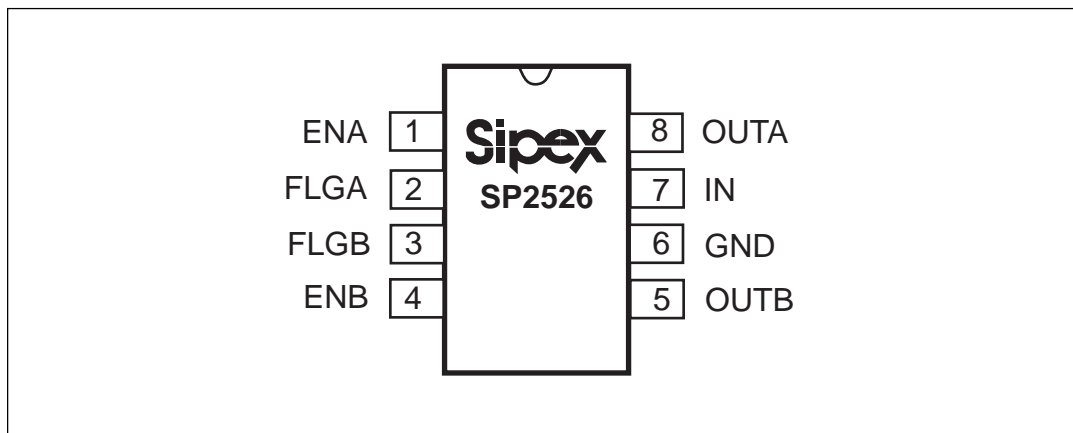 ENA 1 Sipex 8 OUTA
FLGA 2 SP2526 7 IN
FLGB 3 6 GND
ENB 4 5 OUTB